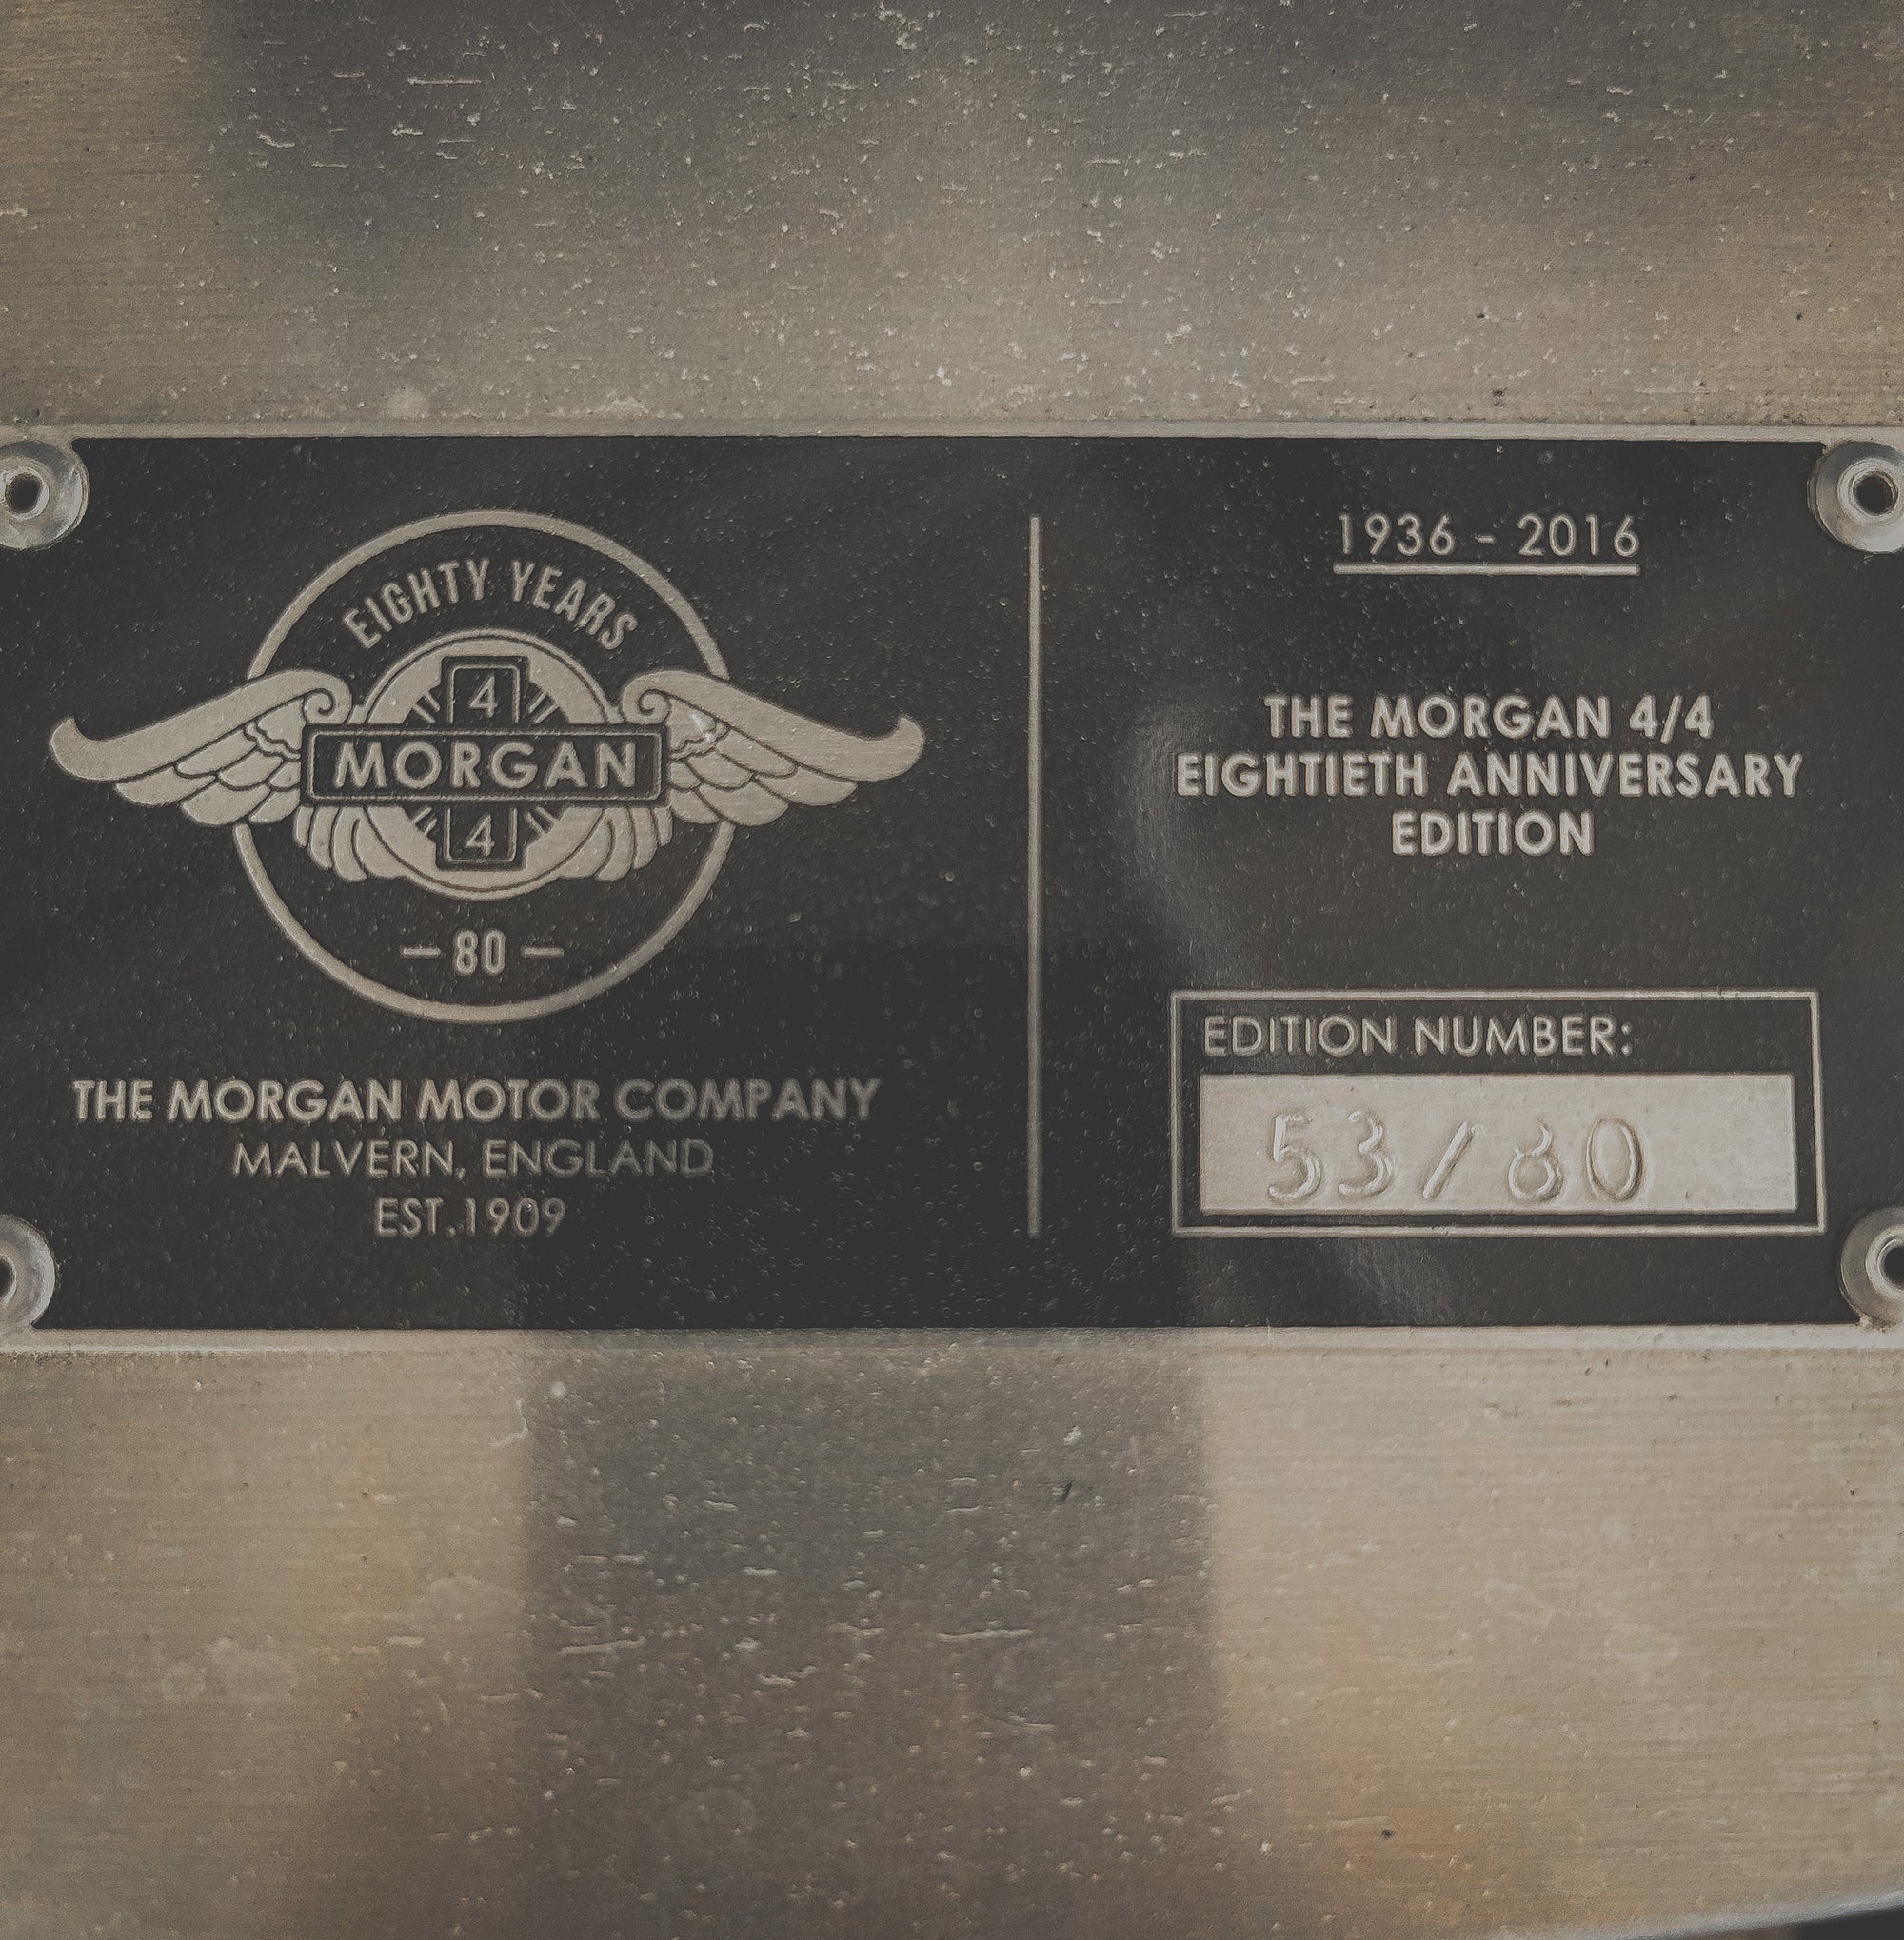 EIGHTY YEARS
4
MORGAN
4
— 80 —
THE MORGAN MOTOR COMPANY
MALVERN, ENGLAND
EST.1909
1936 - 2016
THE MORGAN 4/4
EIGHTIETH ANNIVERSARY
EDITION
EDITION NUMBER:
53/80